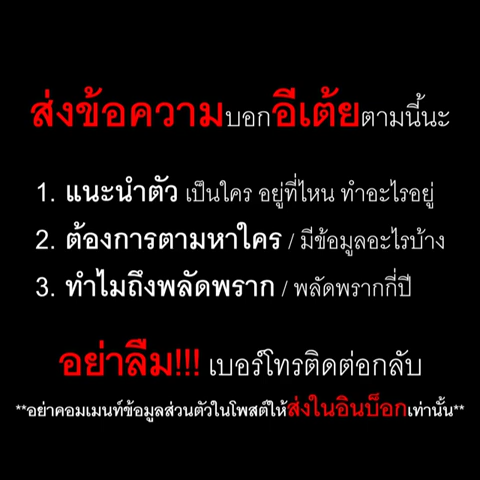 ส่งข้อความบอกอีเต้ยตามนี้นะ
1. แนะนำตัว เป็นใคร อยู่ที่ไหน ทำอะไรอยู่
2. ต้องการตามหาใคร / มีข้อมูลอะไรบ้าง
3. ทำไมถึงพลัดพราก / พลัดพรากกี่ปี
อย่าลืม!!! เบอร์โทรติดต่อกลับ
**อย่าคอมเมนท์ข้อมูลส่วนตัวในโพสต์ให้ส่งในอินบ็อกเท่านั้น**